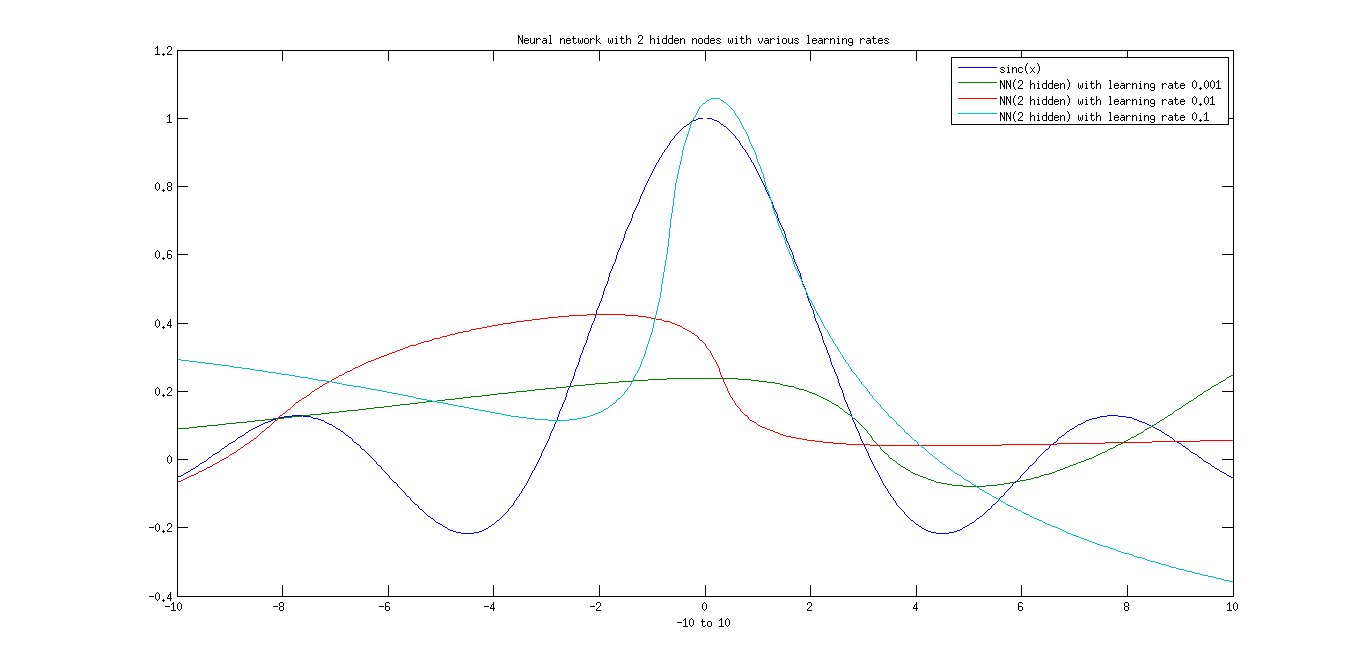 Neural network with 2 hidden nodes with various learning rates
1.2
sinc(x)
NN(2 hidden) with learning rate 0.001
NN(2 hidden) with learning rate 0.01
NN(2 hidden) with learning rate 0.1
1
0.8
0.6
0.4
0.2
0
-0.2
-0.4
-10 -8 -6 -4 -2 0 2 4 6 8 10
-10 to 10